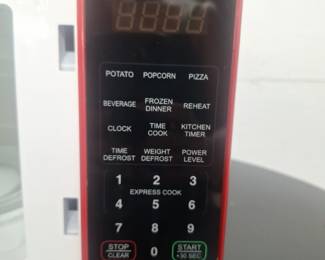 POTATO POPCORN PIZZA
BEVERAGE FROZEN DINNER REHEAT
CLOCK TIME COOK KITCHEN TIMER
TIME DEFROST WEIGHT DEFROST POWER LEVEL
1 2 3
EXPRESS COOK
4 5 6
7 8 9
STOP CLEAR 0 START +30 SEC.